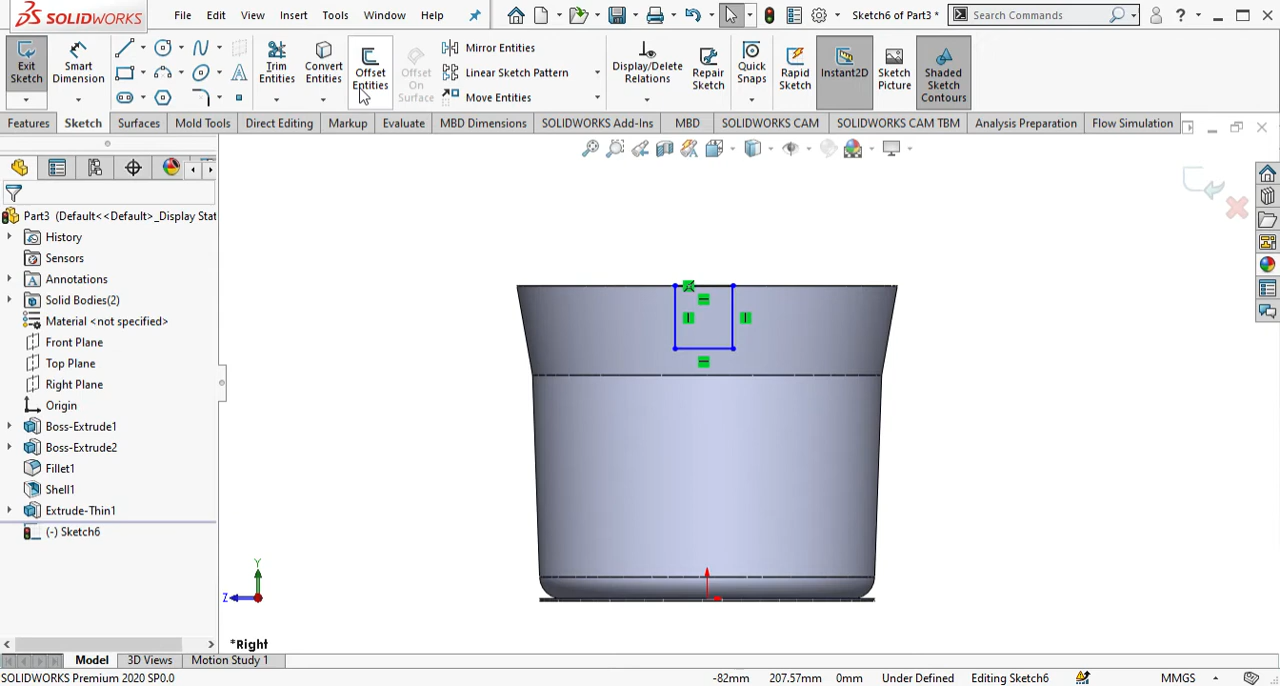 SOLIDWORKS File Edit View Insert Tools Window Help Sketch6 of Part3 * Search Commands
Exit Sketch Smart Dimension Trim Entities Convert Entities Offset Entities Offset On Surface Mirror Entities Linear Sketch Pattern Move Entities Display/Delete Relations Repair Sketch Quick Snaps Rapid Sketch Instant2D Sketch Picture Shaded Sketch Contours
Features Sketch Surfaces Mold Tools Direct Editing Markup Evaluate MBD Dimensions SOLIDWORKS Add-Ins MBD SOLIDWORKS CAM SOLIDWORKS CAM TBM Analysis Preparation Flow Simulation
Part3 (Default<<Default>_Display Stat
History
Sensors
Annotations
Solid Bodies(2)
Material <not specified>
Front Plane
Top Plane
Right Plane
Origin
Boss-Extrude1
Boss-Extrude2
Fillet1
Shell1
Extrude-Thin1
(-) Sketch6
Y
Z
*Right
Model 3D Views Motion Study 1
SOLIDWORKS Premium 2020 SP0.0 -82mm 207.57mm 0mm Under Defined Editing Sketch6 MMGS